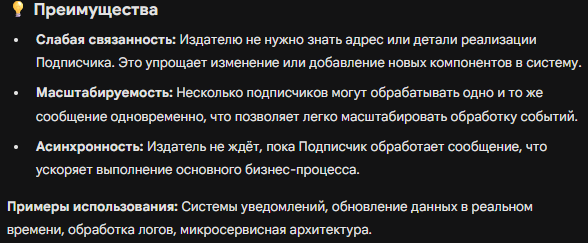 💡 Преимущества
• Слабая связанность: Издателю не нужно знать адрес или детали реализации
Подписчика. Это упрощает изменение или добавление новых компонентов в систему.
• Масштабируемость: Несколько подписчиков могут обрабатывать одно и то же
сообщение одновременно, что позволяет легко масштабировать обработку событий.
• Асинхронность: Издатель не ждёт, пока Подписчик обработает сообщение, что
ускоряет выполнение основного бизнес-процесса.
Примеры использования: Системы уведомлений, обновление данных в реальном
времени, обработка логов, микросервисная архитектура.